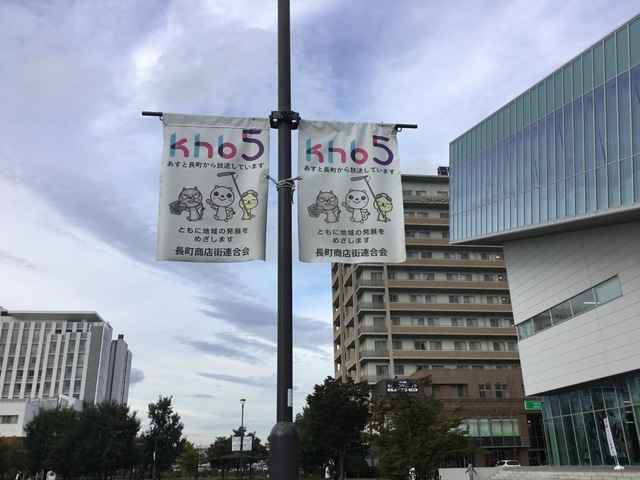 khb5
あすと長町から放送しています
ともに地域の発展を
めざします
長町商店街連合会
khb5
あすと長町から放送しています
ともに地域の発展を
めざします
長町商店街連合会